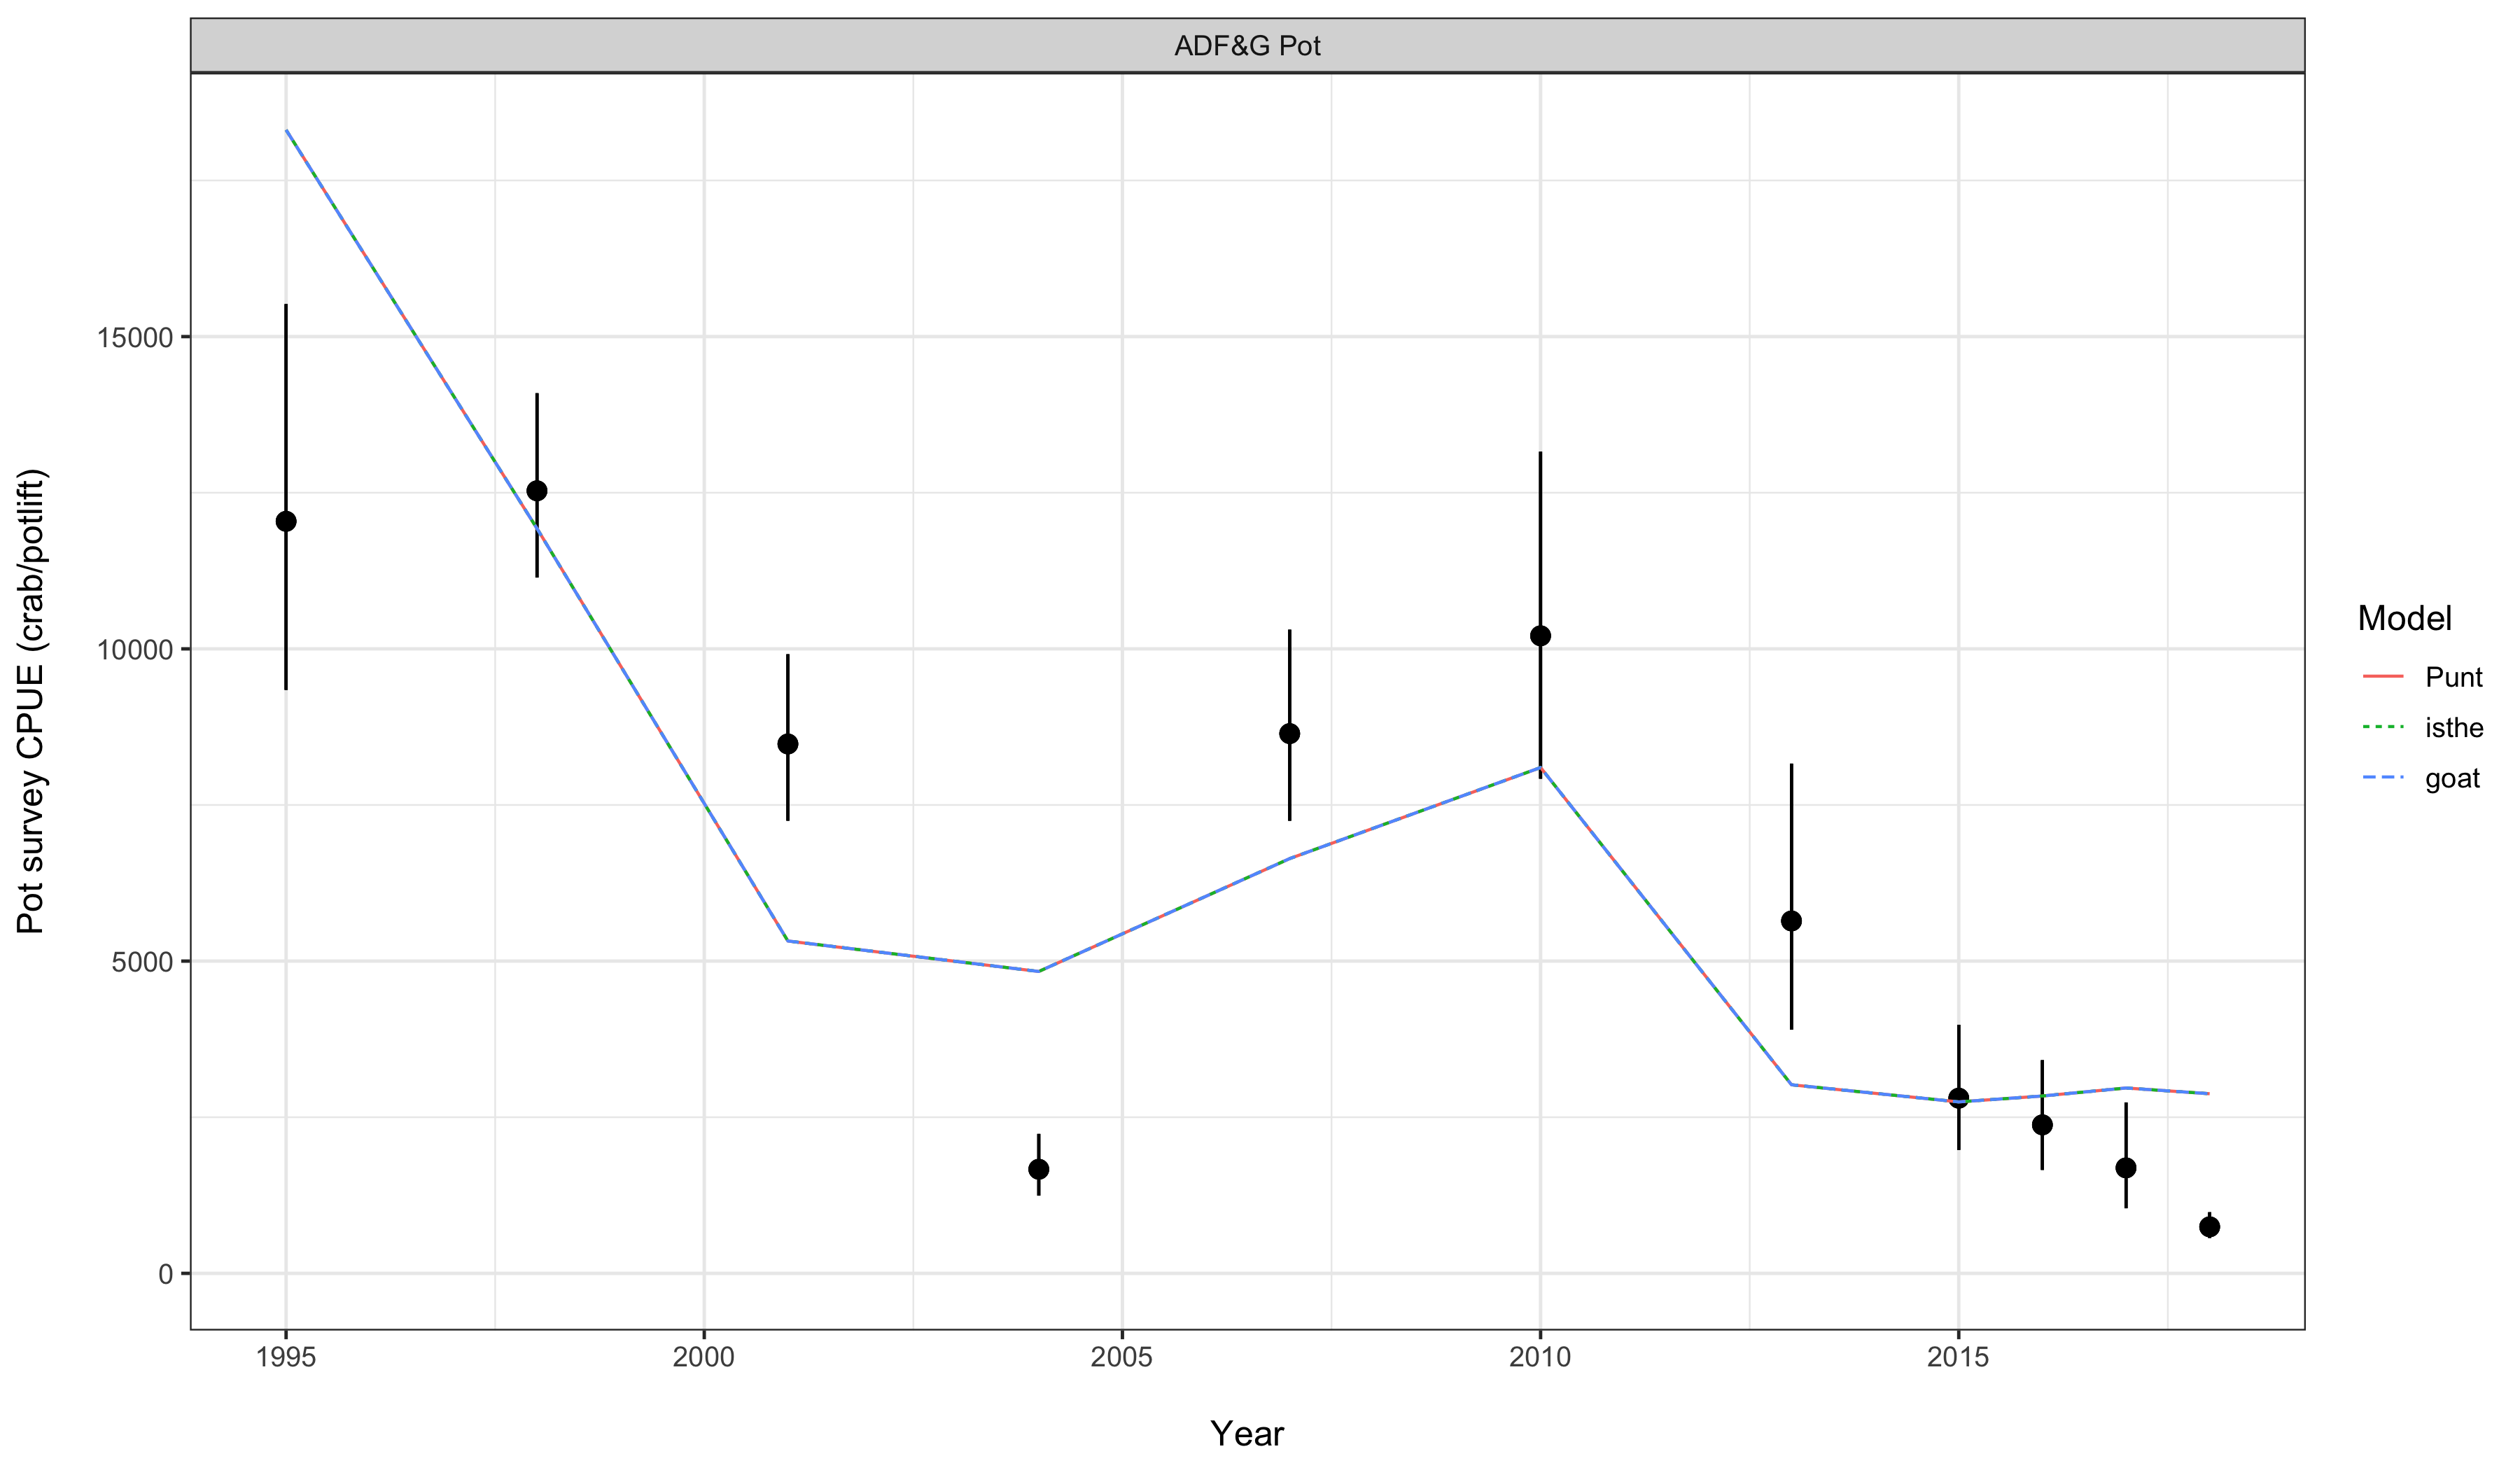 ADF&G Pot
Pot survey CPUE (crab/potlift)
15000
10000
5000
0
1995
2000
2005
2010
2015
Year
Model
Punt
isthe
goat